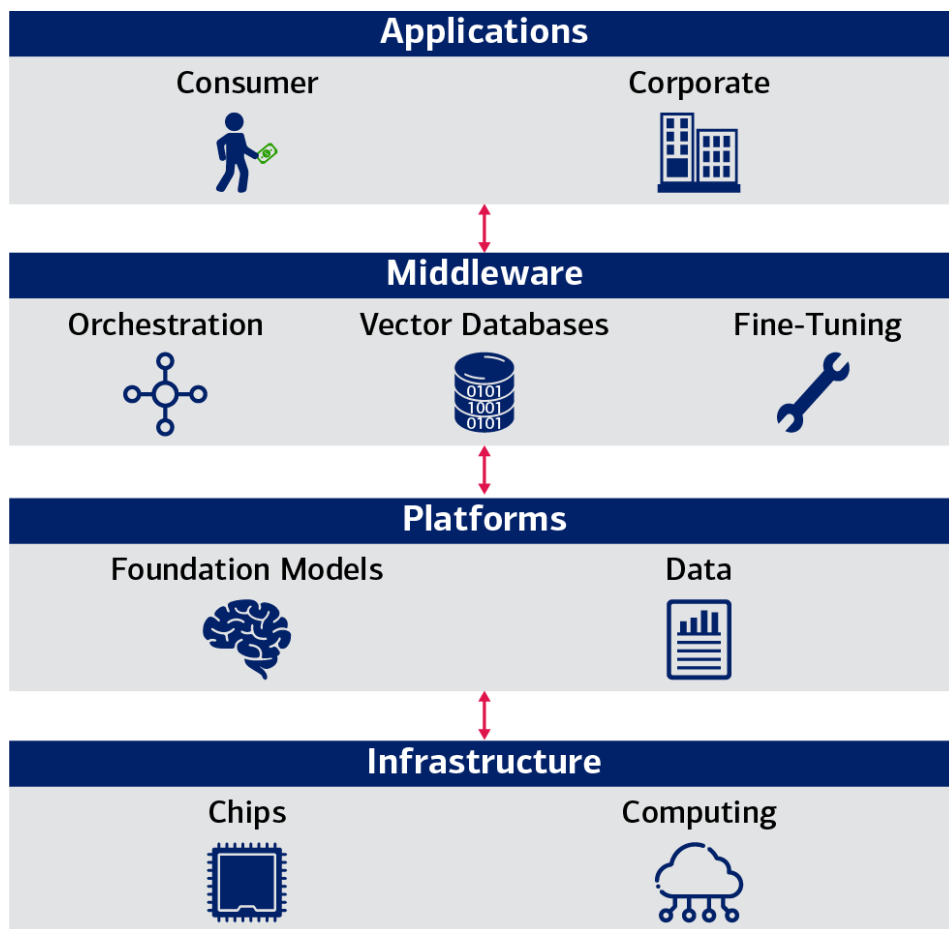 Applications
Consumer Corporate
Middleware
Orchestration Vector Databases Fine-Tuning
0101
1001
0101
Platforms
Foundation Models Data
Infrastructure
Chips Computing